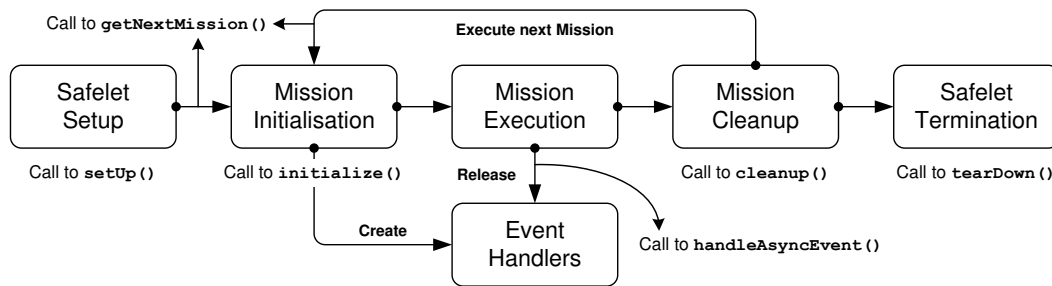 Call to getNextMission()
Execute next Mission
Safelet
Setup
Mission
Initialisation
Mission
Execution
Mission
Cleanup
Safelet
Termination
Call to setUp()
Call to initialize()
Call to cleanup()
Call to tearDown()
Release
Create
Event
Handlers
Call to handleAsyncEvent()